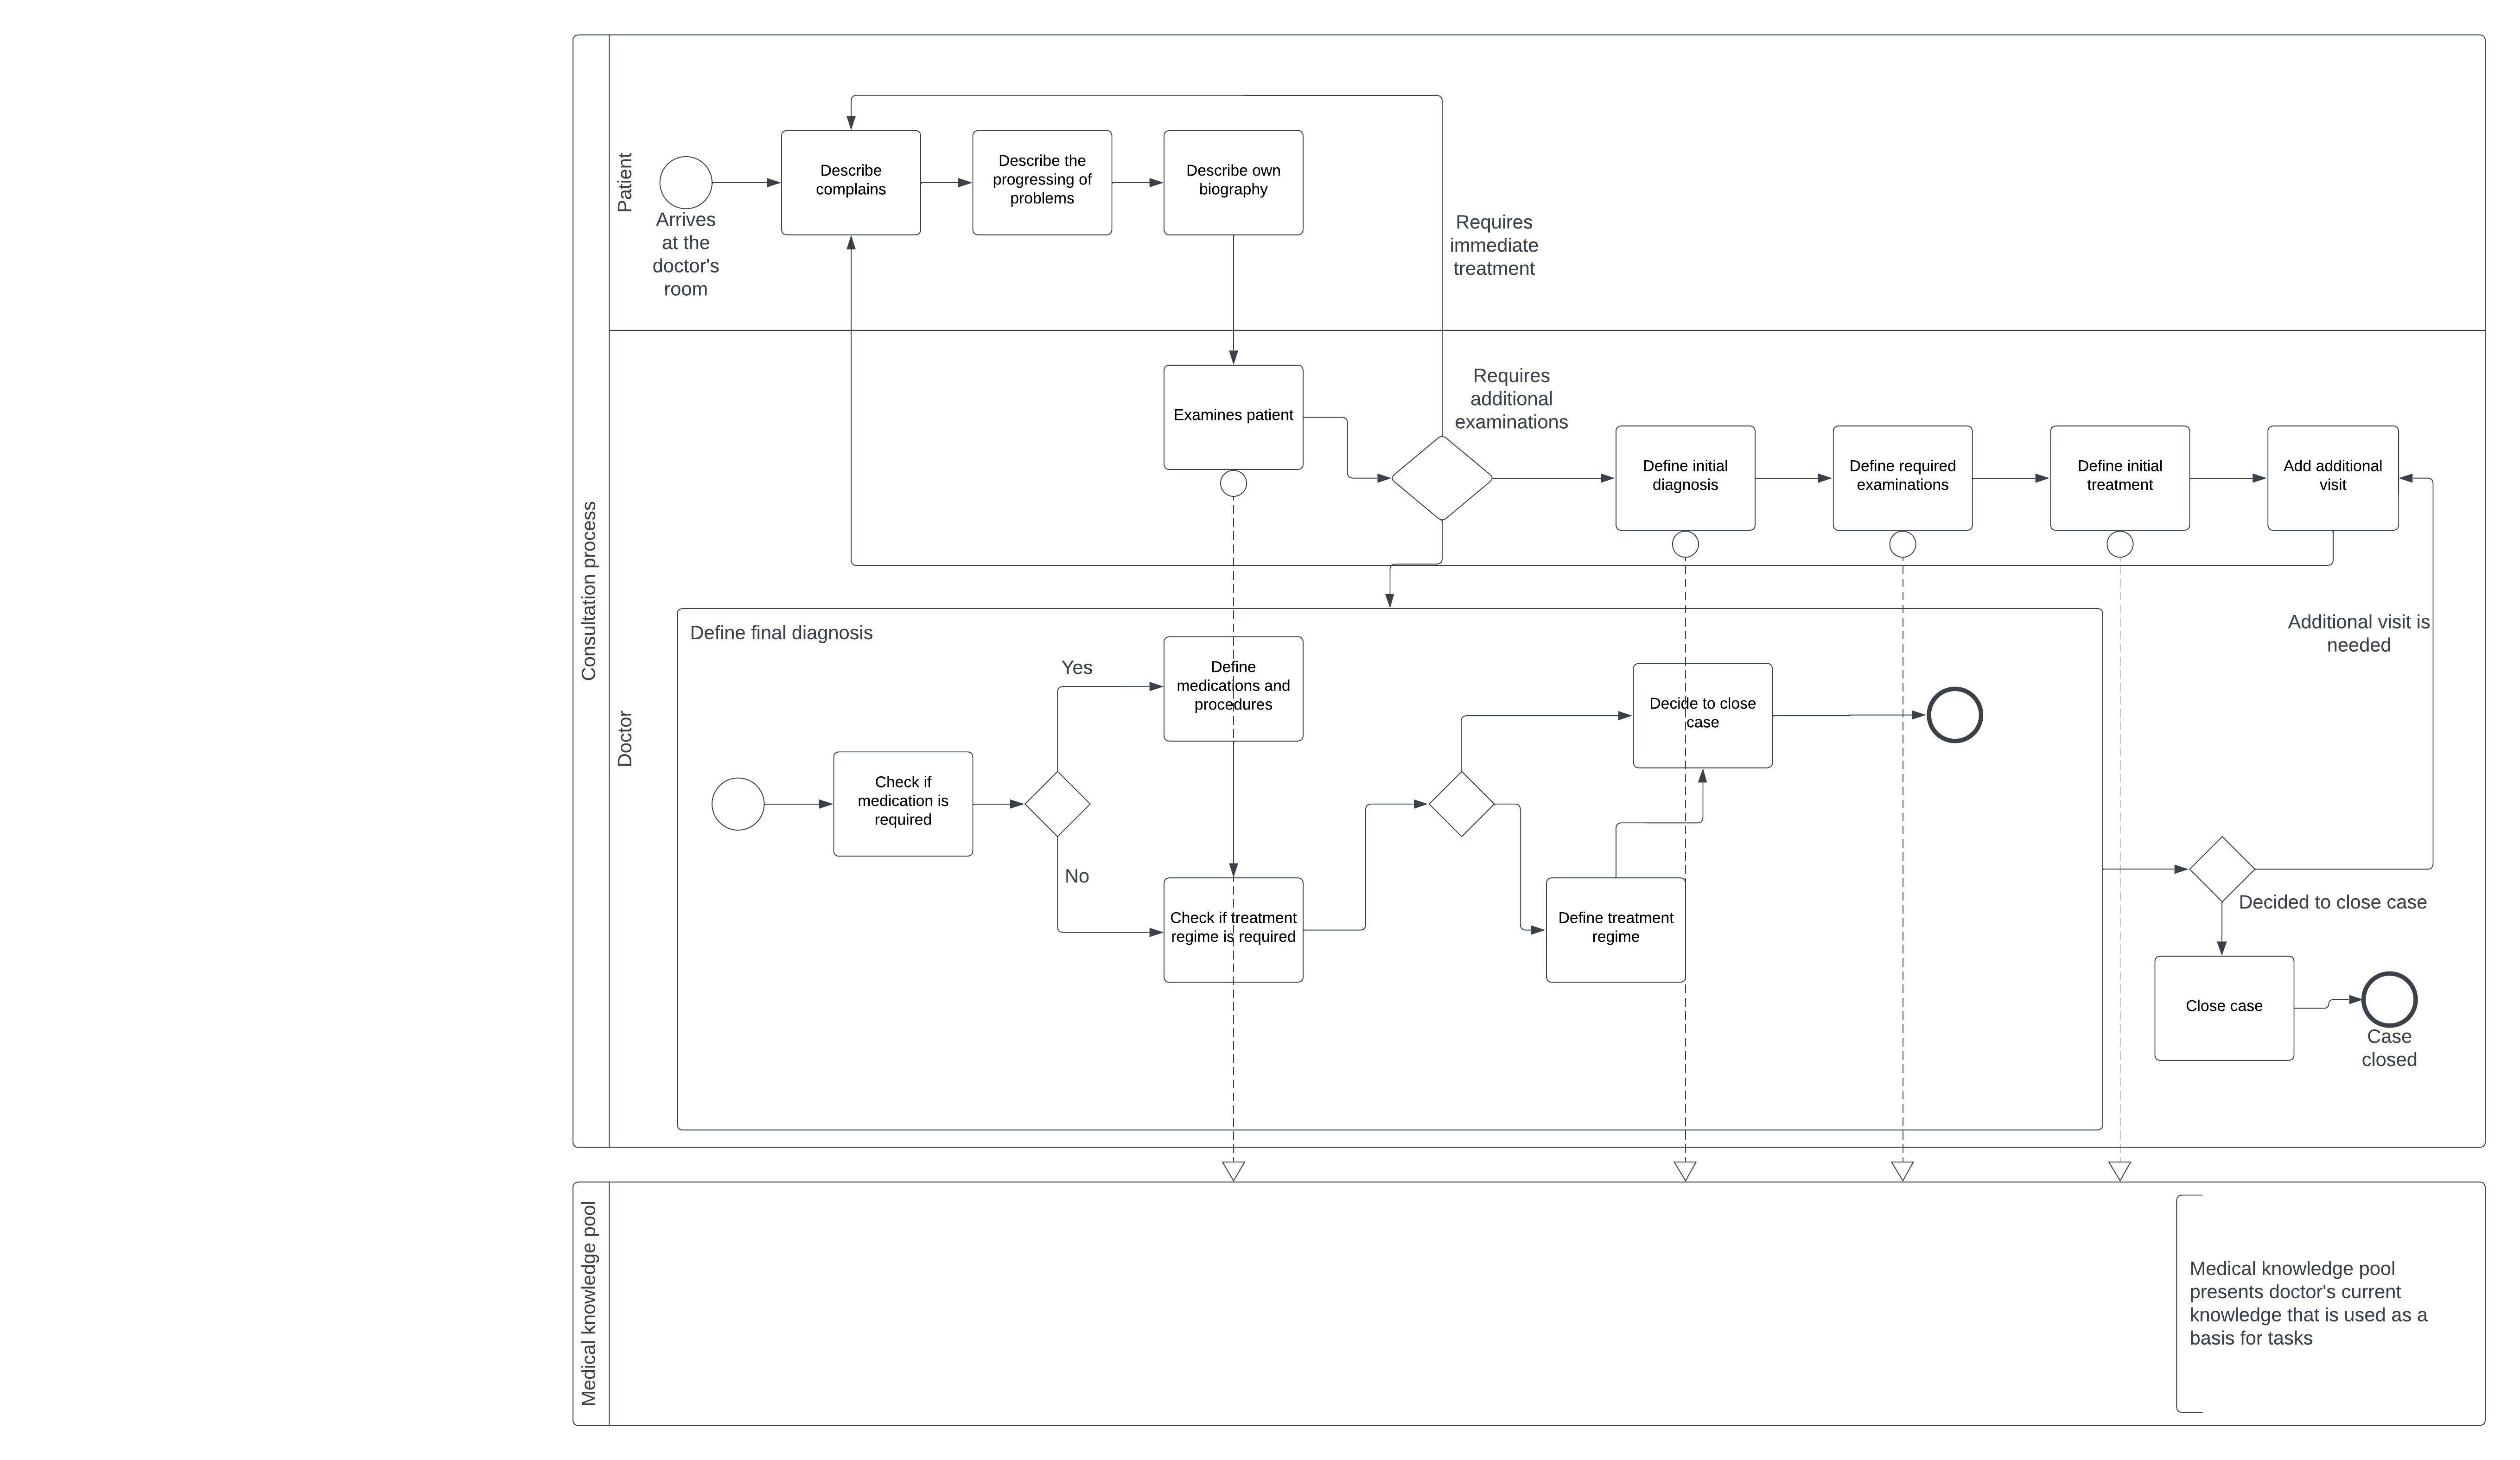 Consultation process
Patient
Arrives
at the
doctor's
room
Describe
complains
Describe the
progressing of
problems
Describe own
biography
Requires
immediate
treatment
Doctor
Examines patient
Requires
additional
examinations
Define initial
diagnosis
Define required
examinations
Define initial
treatment
Add additional
visit
Define final diagnosis
Check if
medication is
required
Yes
No
Define
medications and
procedures
Check if treatment
regime is required
Decide to close
case
Define treatment
regime
Additional visit is
needed
Decided to close case
Close case
Case
closed
Medical knowledge pool
Medical knowledge pool
presents doctor's current
knowledge that is used as a
basis for tasks